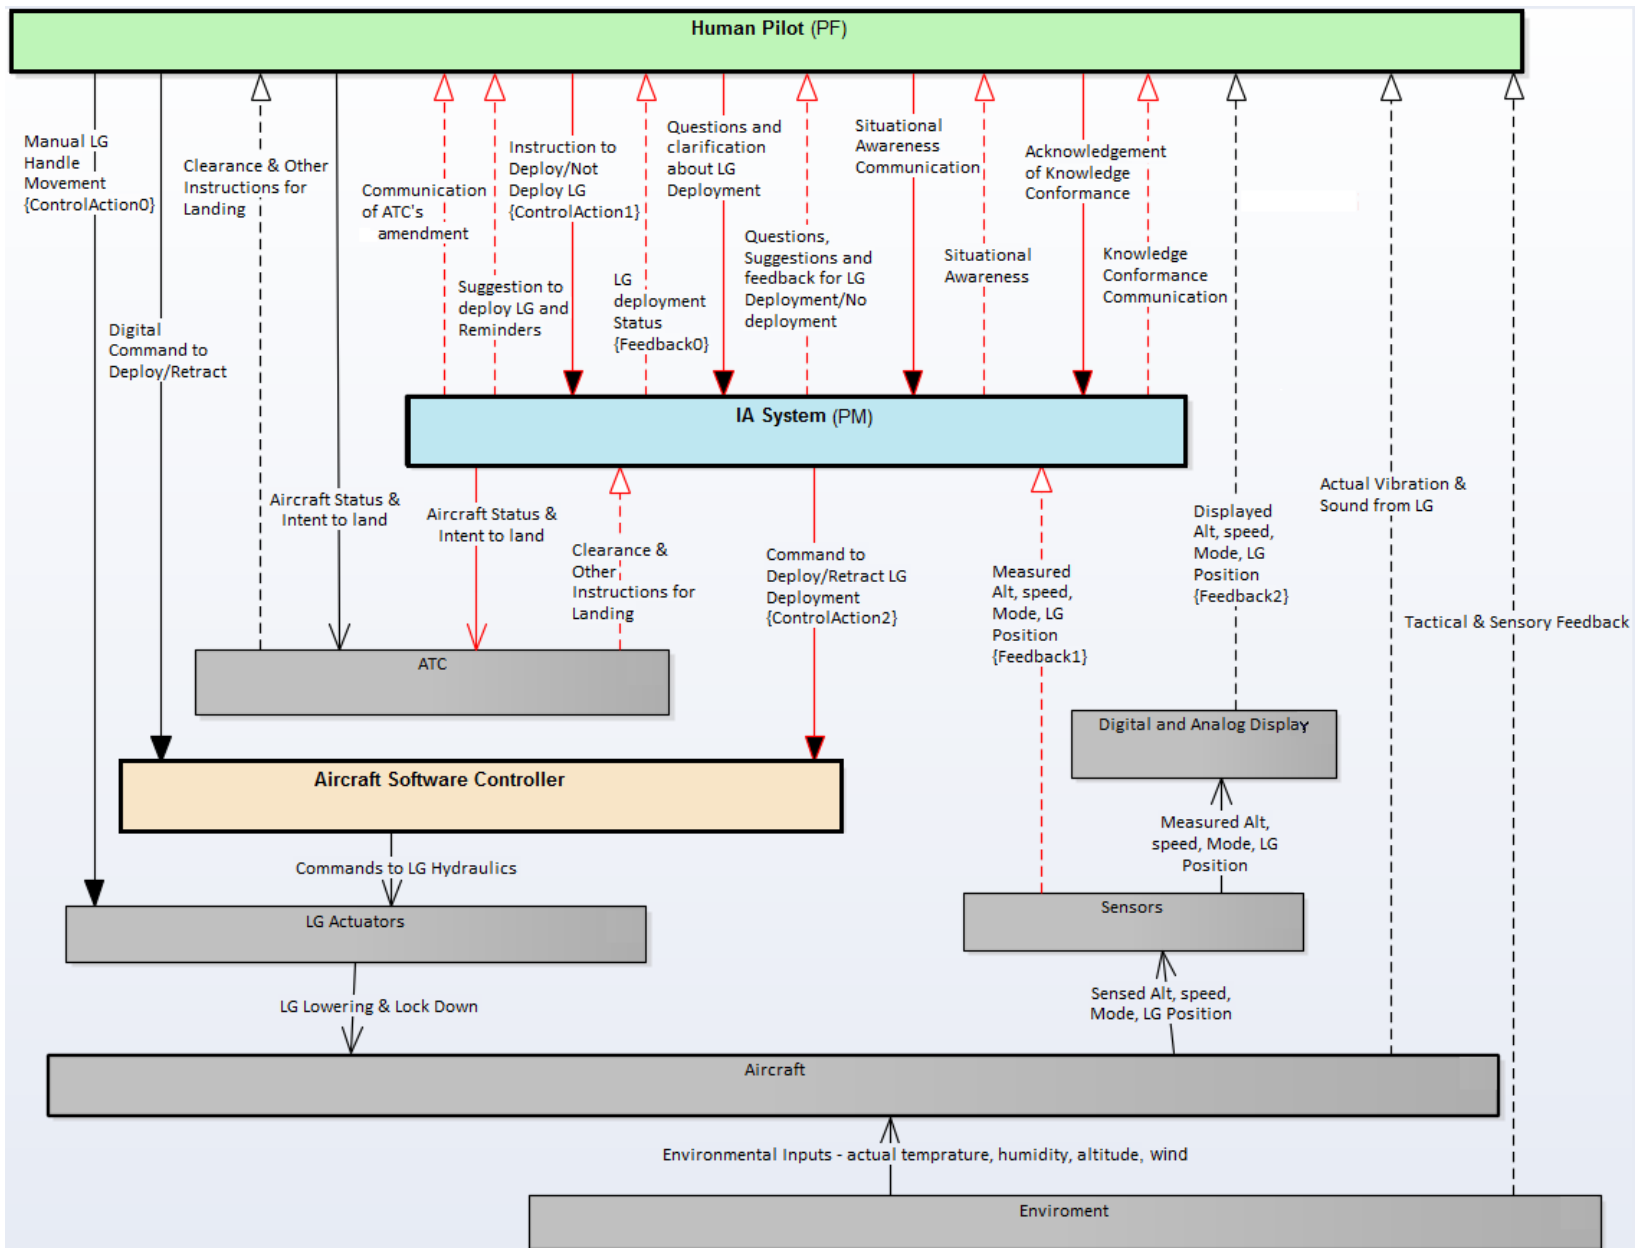 Human Pilot (PF)
Manual LG
Handle
Movement
{ControlAction0}
Digital
Command to
Deploy/Retract
Clearance & Other
Instructions for
Landing
Aircraft Status &
Intent to land
Communication
of ATC's
amendment
Suggestion to
deploy LG and
Reminders
Instruction to
Deploy/Not
Deploy LG
{ControlAction1}
LG
deployment
Status
{Feedback0}
Questions and
clarification
about LG
Deployment
Questions,
Suggestions and
feedback for LG
Deployment/No
deployment
Situational
Awareness
Communication
Situational
Awareness
Acknowledgement
of Knowledge
Conformance
Knowledge
Conformance
Communication
IA System (PM)
Aircraft Status &
Intent to land
Clearance &
Other
Instructions for
Landing
Command to
Deploy/Retract LG
Deployment
{ControlAction2}
Measured
Alt, speed,
Mode, LG
Position
{Feedback1}
Displayed
Alt, speed,
Mode, LG
Position
{Feedback2}
Actual Vibration &
Sound from LG
Tactical & Sensory Feedback
ATC
Digital and Analog Display
Aircraft Software Controller
Measured Alt,
speed, Mode, LG
Position
Commands to LG Hydraulics
Sensors
LG Actuators
Sensed Alt, speed,
Mode, LG Position
LG Lowering & Lock Down
Aircraft
Environmental Inputs - actual temprature, humidity, altitude, wind
Enviroment